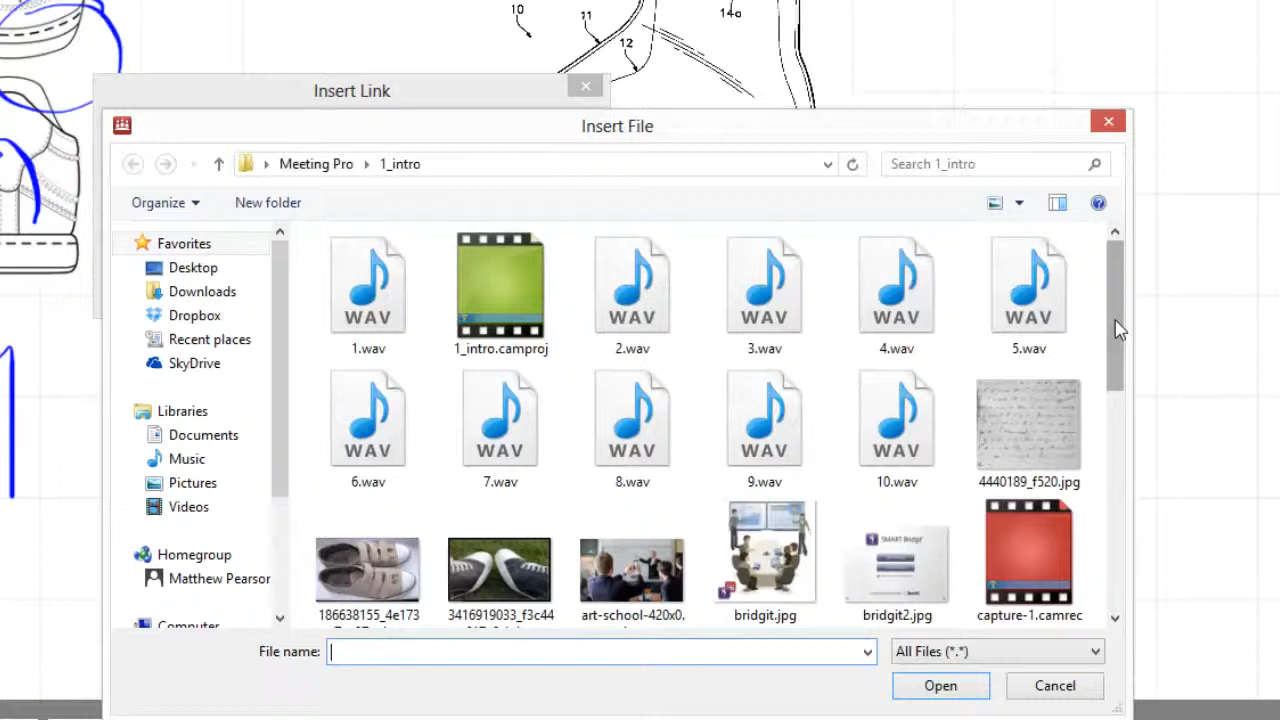 10
11
12
14a
Insert Link
Insert File
Meeting Pro
1_intro
Search 1_intro
Organize
New folder
Favorites
Desktop
Downloads
Dropbox
Recent places
SkyDrive
Libraries
Documents
Music
Pictures
Videos
Homegroup
Matthew Pearsor
Computer
WAV
WAV
WAV
WAV
WAV
1.wav
1_intro.camproj
2.wav
3.wav
4.wav
5.wav
WAV
WAV
WAV
WAV
WAV
6.wav
7.wav
8.wav
9.wav
10.wav
4440189_f520.jpg
SMART Bridgit
186638155_4e173
3416919033_f3c44
art-school-420x0.
bridgit.jpg
bridgit2.jpg
capture-1.camrec
File name:
All Files (*.*)
Open
Cancel